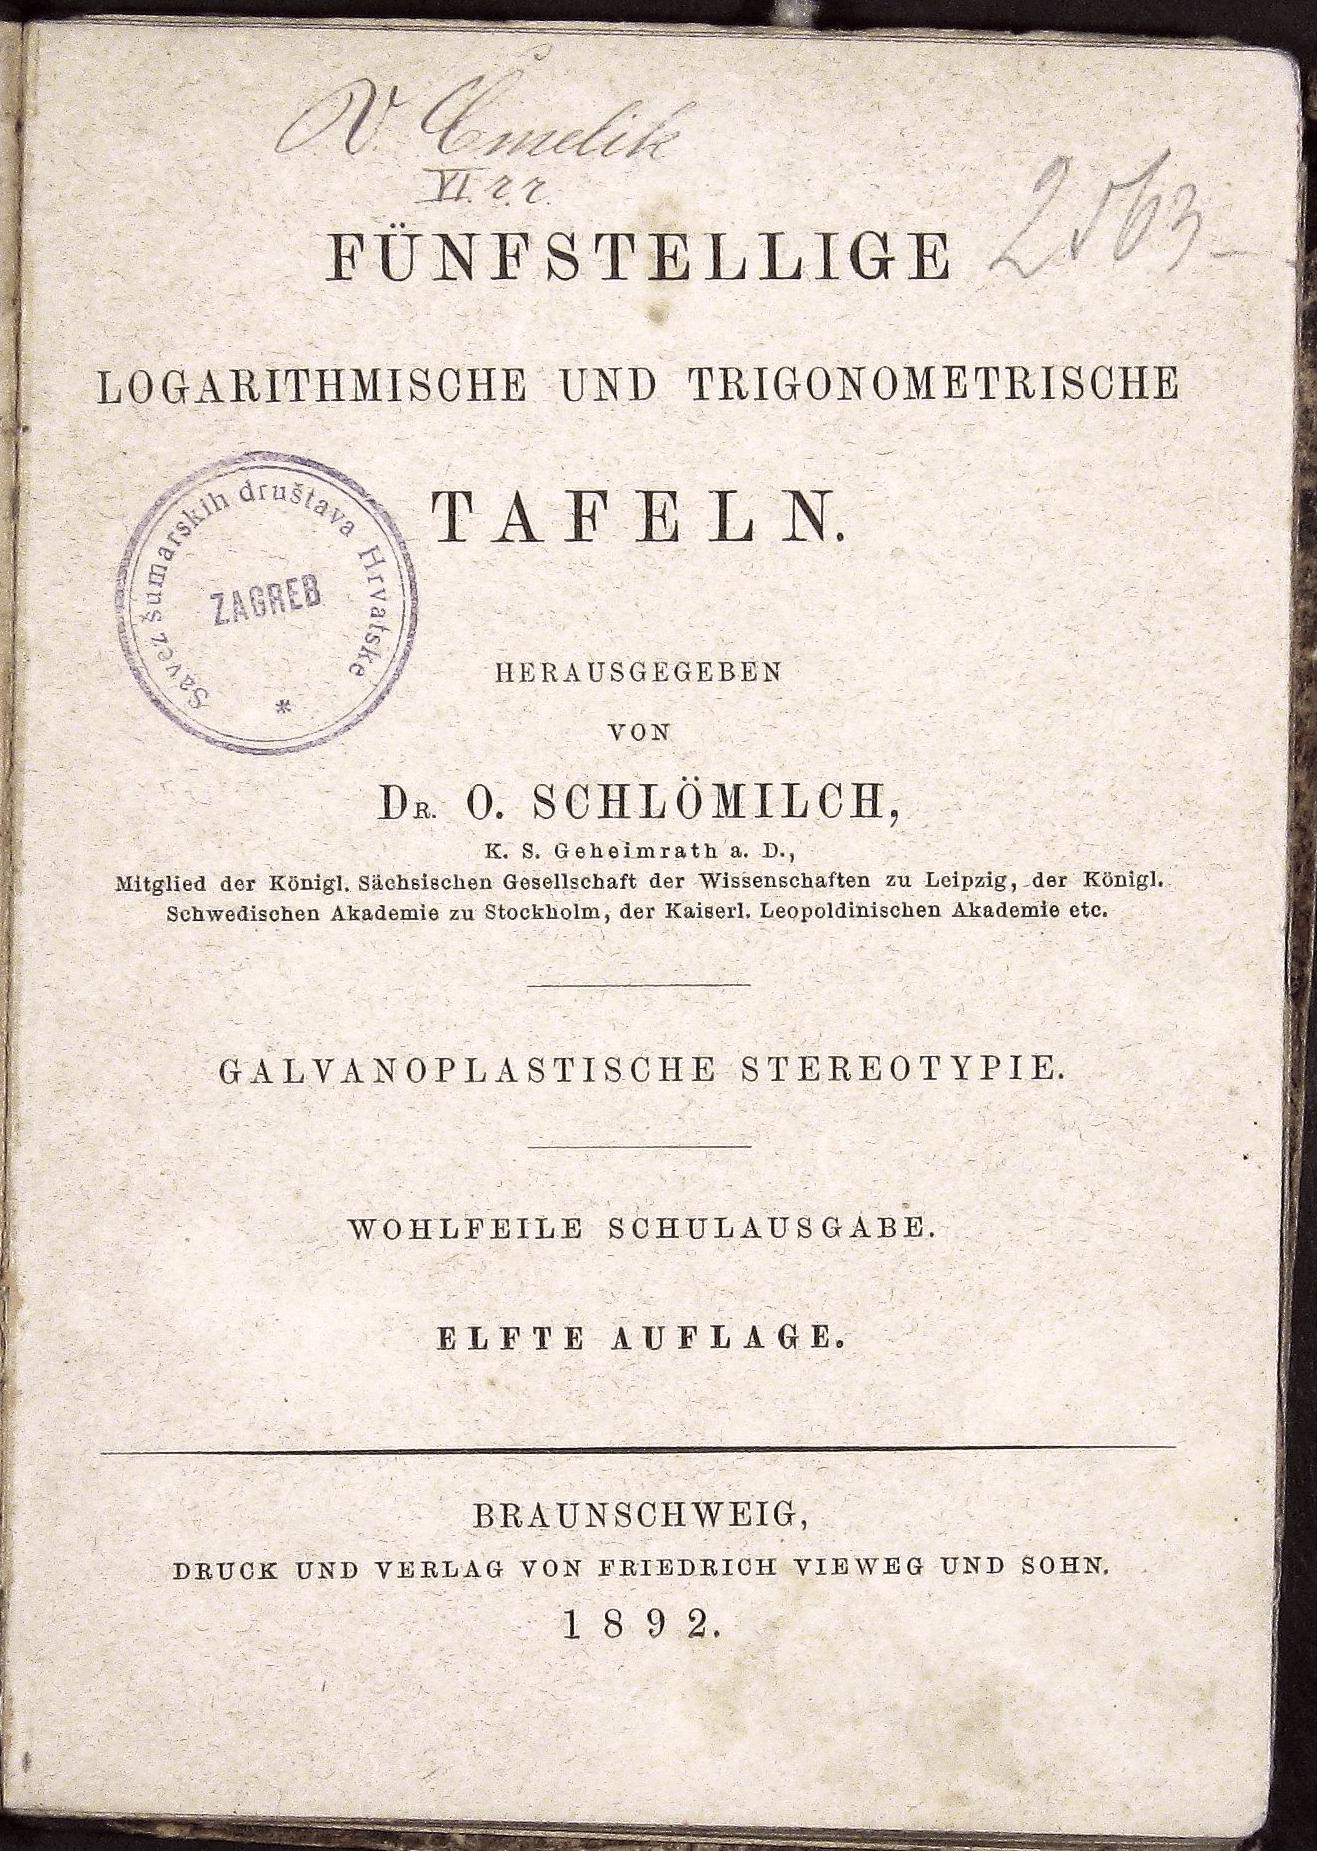 V. Čmelik
VI. r. r.
2563
FÜNFSTELLIGE
LOGARITHMISCHE UND TRIGONOMETRISCHE
TAFELN.
Savez šumarskih društava Hrvatske
ZAGREB
*
HERAUSGEGEBEN
VON
DR. O. SCHLÖMILCH,
K. S. Geheimrath a. D.,
Mitglied der Königl. Sächsischen Gesellschaft der Wissenschaften zu Leipzig, der Königl.
Schwedischen Akademie zu Stockholm, der Kaiserl. Leopoldinischen Akademie etc.
GALVANOPLASTISCHE STEREOTYPIE.
WOHLFEILE SCHULAUSGABE.
ELFTE AUFLAGE.
BRAUNSCHWEIG,
DRUCK UND VERLAG VON FRIEDRICH VIEWEG UND SOHN.
1892.